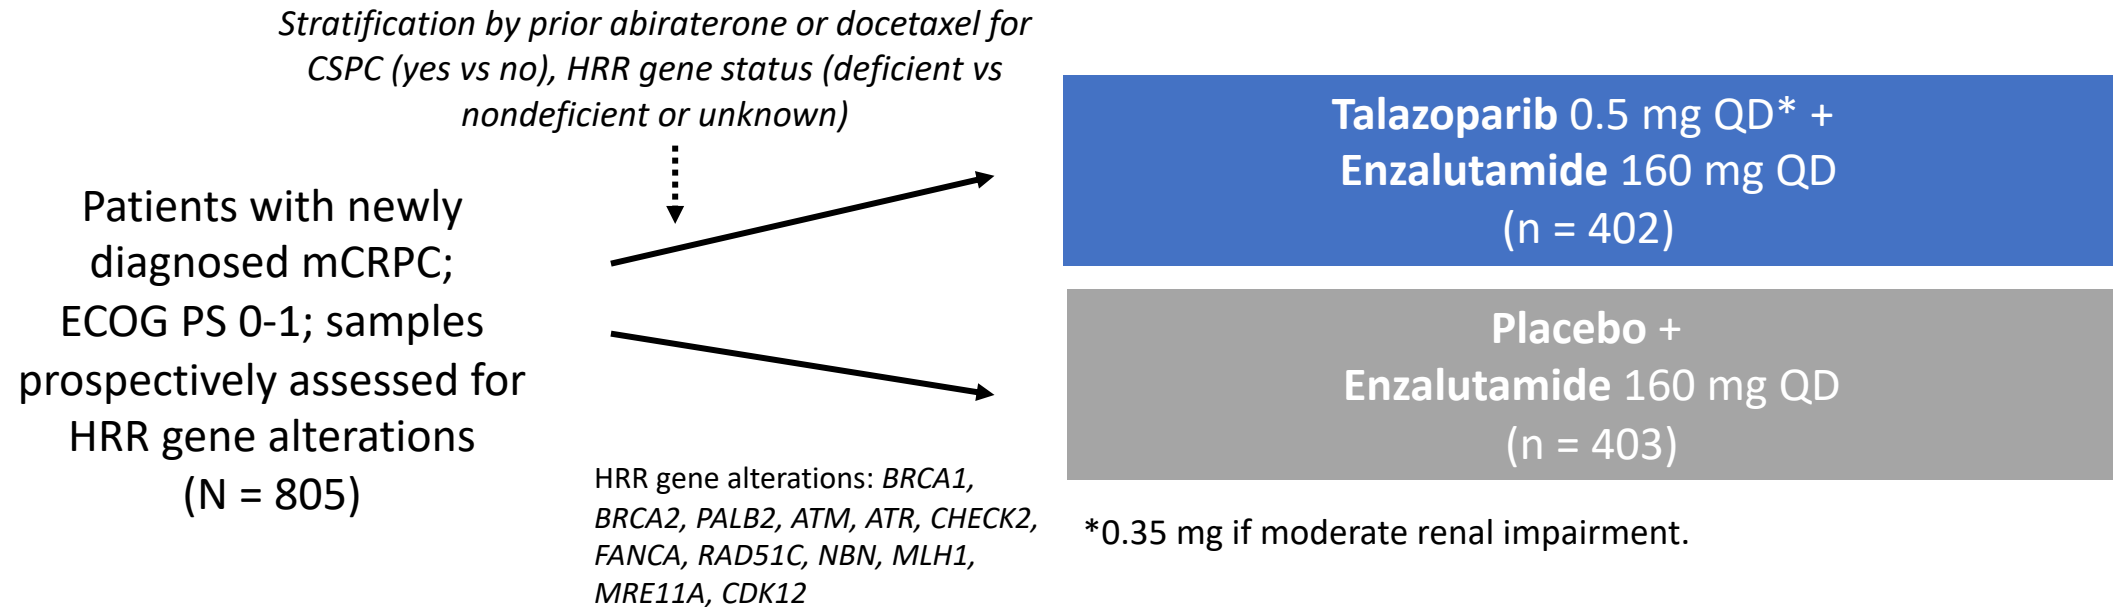 Stratification by prior abiraterone or docetaxel for
CSPC (yes vs no), HRR gene status (deficient vs
nondeficient or unknown)
Patients with newly
diagnosed mCRPC;
ECOG PS 0-1; samples
prospectively assessed for
HRR gene alterations
(N = 805)
Talazoparib 0.5 mg QD* +
Enzalutamide 160 mg QD
(n = 402)
Placebo +
Enzalutamide 160 mg QD
(n = 403)
HRR gene alterations: BRCA1,
BRCA2, PALB2, ATM, ATR, CHECK2,
FANCA, RAD51C, NBN, MLH1,
MRE11A, CDK12
*0.35 mg if moderate renal impairment.